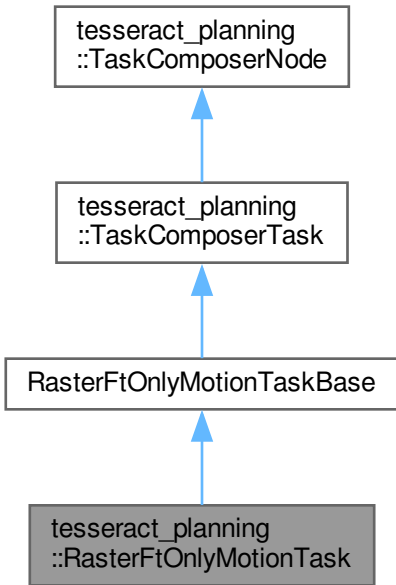 tesseract_planning
::TaskComposerNode
tesseract_planning
::TaskComposerTask
RasterFtOnlyMotionTaskBase
tesseract_planning
::RasterFtOnlyMotionTask